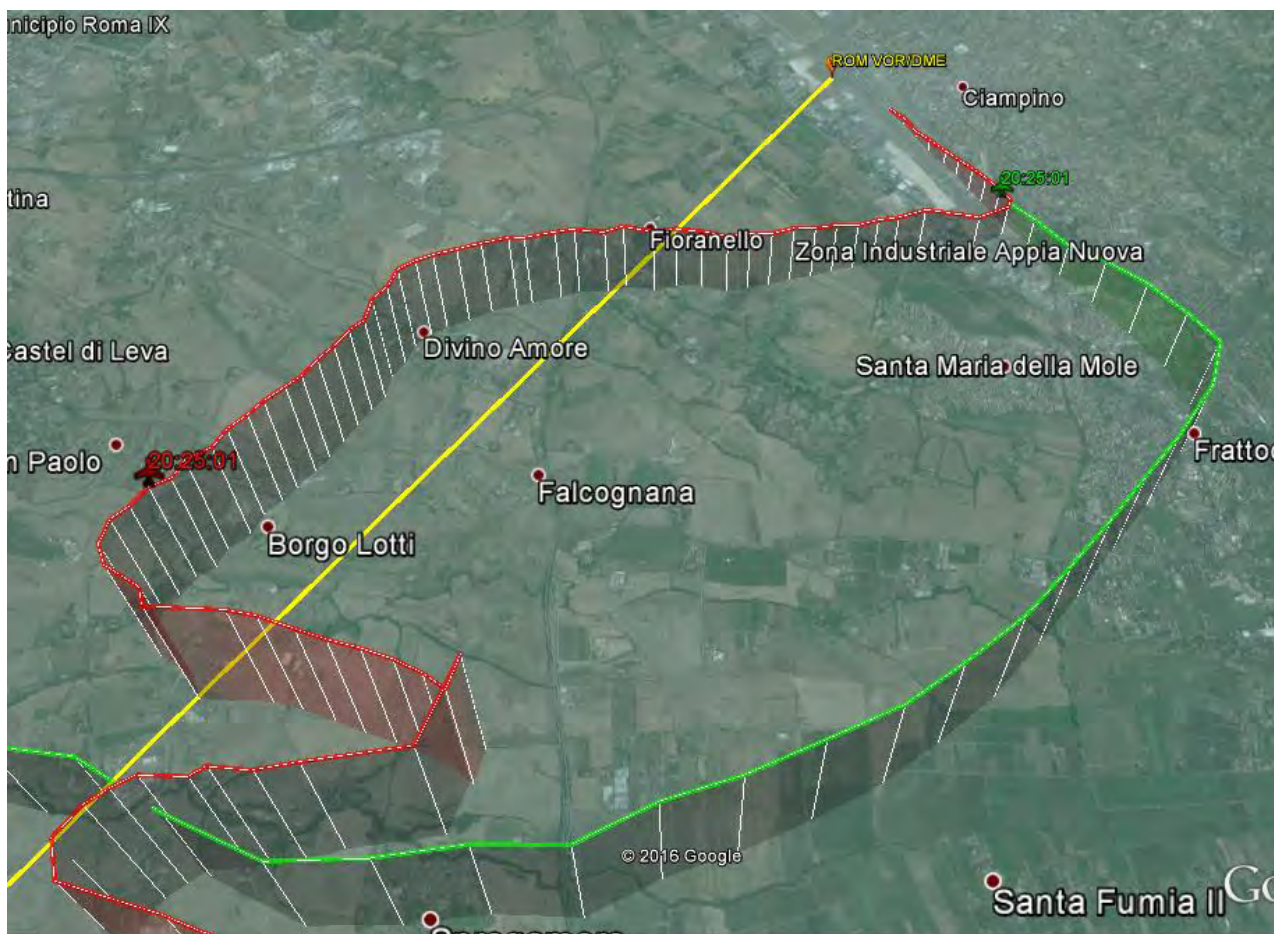 nicipio Roma IX
ROM VOR/DME
Ciampino
20:25:01
tina
Fioranello
Zona Industriale Appia Nuova
Divino Amore
Castel di Leva
Santa Maria della Mole
n Paolo
20:25:01
Frattoc
Falcognana
Borgo Lotti
© 2016 Google
Santa Fumia II
Go